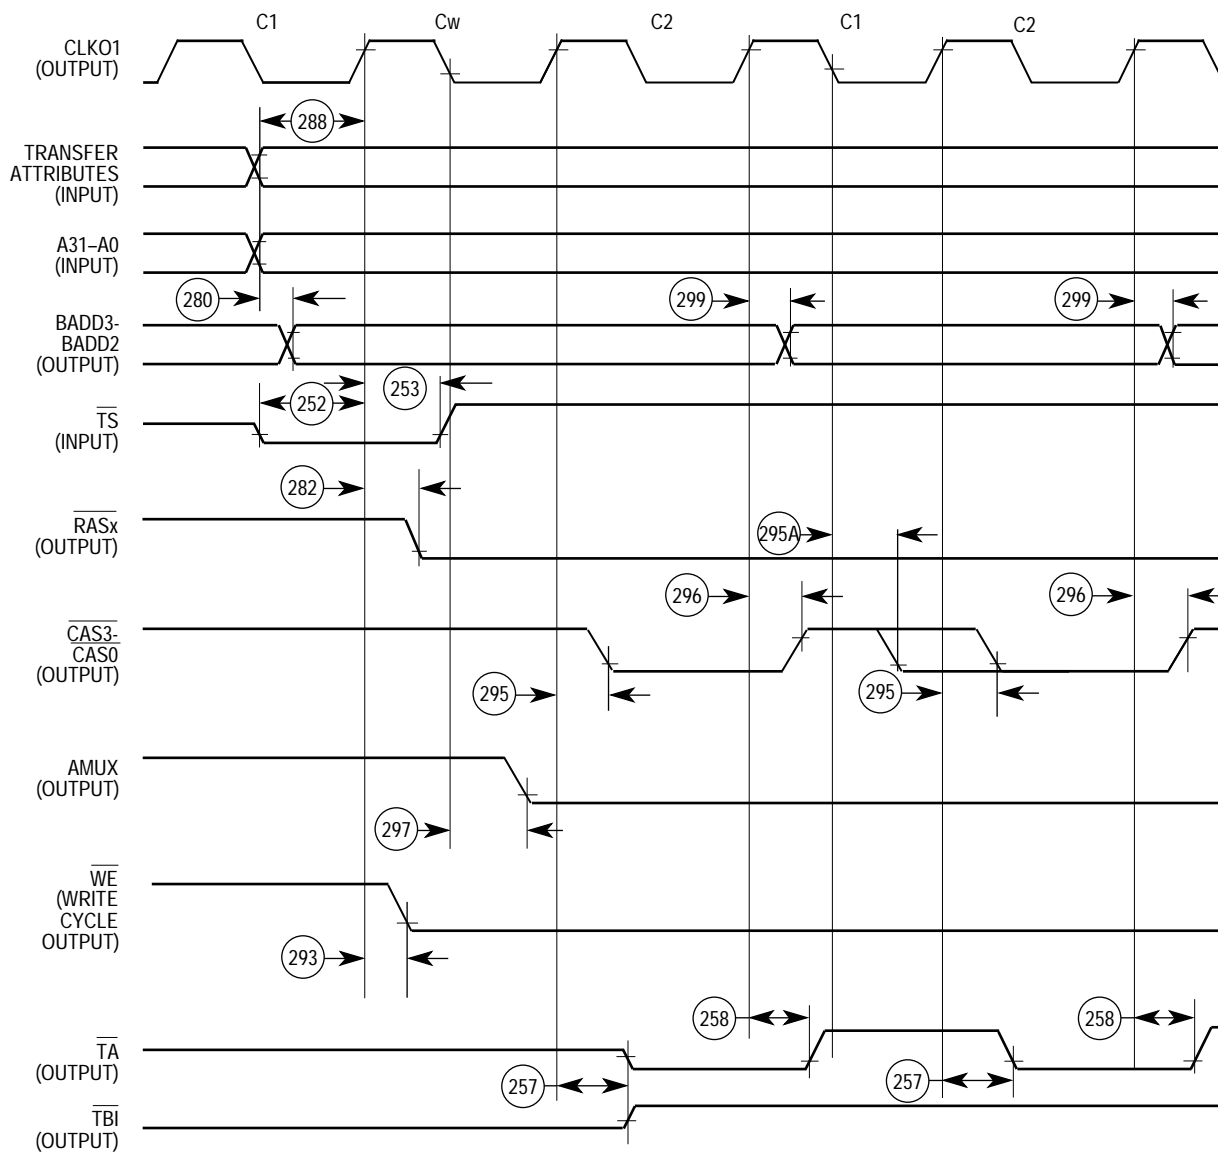 C1 Cw C2 C1 C2
CLKO1
(OUTPUT)
288
TRANSFER
ATTRIBUTES
(INPUT)
A31–A0
(INPUT)
280 299 299
BADD3-
BADD2
(OUTPUT)
252 253
TS
(INPUT)
282
RASx
(OUTPUT)
295A
296 296
CAS3-
CAS0
(OUTPUT)
295 295
AMUX
(OUTPUT)
297
WE
(WRITE
CYCLE
OUTPUT)
293
258 258
TA
(OUTPUT)
257 257
TBI
(OUTPUT)